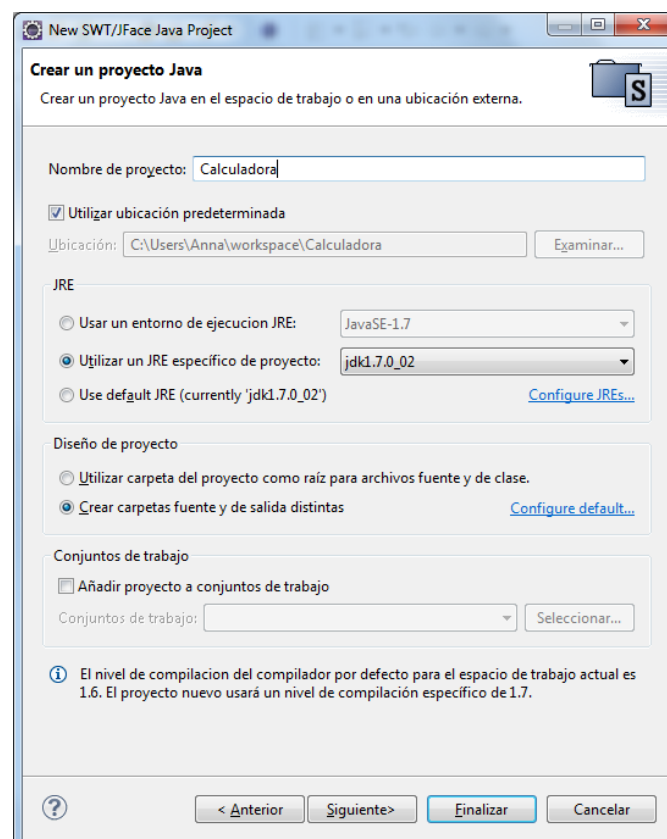 New SWT/JFace Java Project
Crear un proyecto Java
Crear un proyecto Java en el espacio de trabajo o en una ubicación externa.
S
Nombre de proyecto: Calculadora
Utilizar ubicación predeterminada
Ubicación: C:\Users\Anna\workspace\Calculadora Examinar...
JRE
Usar un entorno de ejecucion JRE: JavaSE-1.7
Utilizar un JRE específico de proyecto: jdk1.7.0_02
Use default JRE (currently 'jdk1.7.0_02') Configure JREs...
Diseño de proyecto
Utilizar carpeta del proyecto como raíz para archivos fuente y de clase.
Crear carpetas fuente y de salida distintas Configure default...
Conjuntos de trabajo
Añadir proyecto a conjuntos de trabajo
Conjuntos de trabajo: Seleccionar...
El nivel de compilacion del compilador por defecto para el espacio de trabajo actual es
1.6. El proyecto nuevo usará un nivel de compilación específico de 1.7.
? < Anterior Siguiente> Finalizar Cancelar